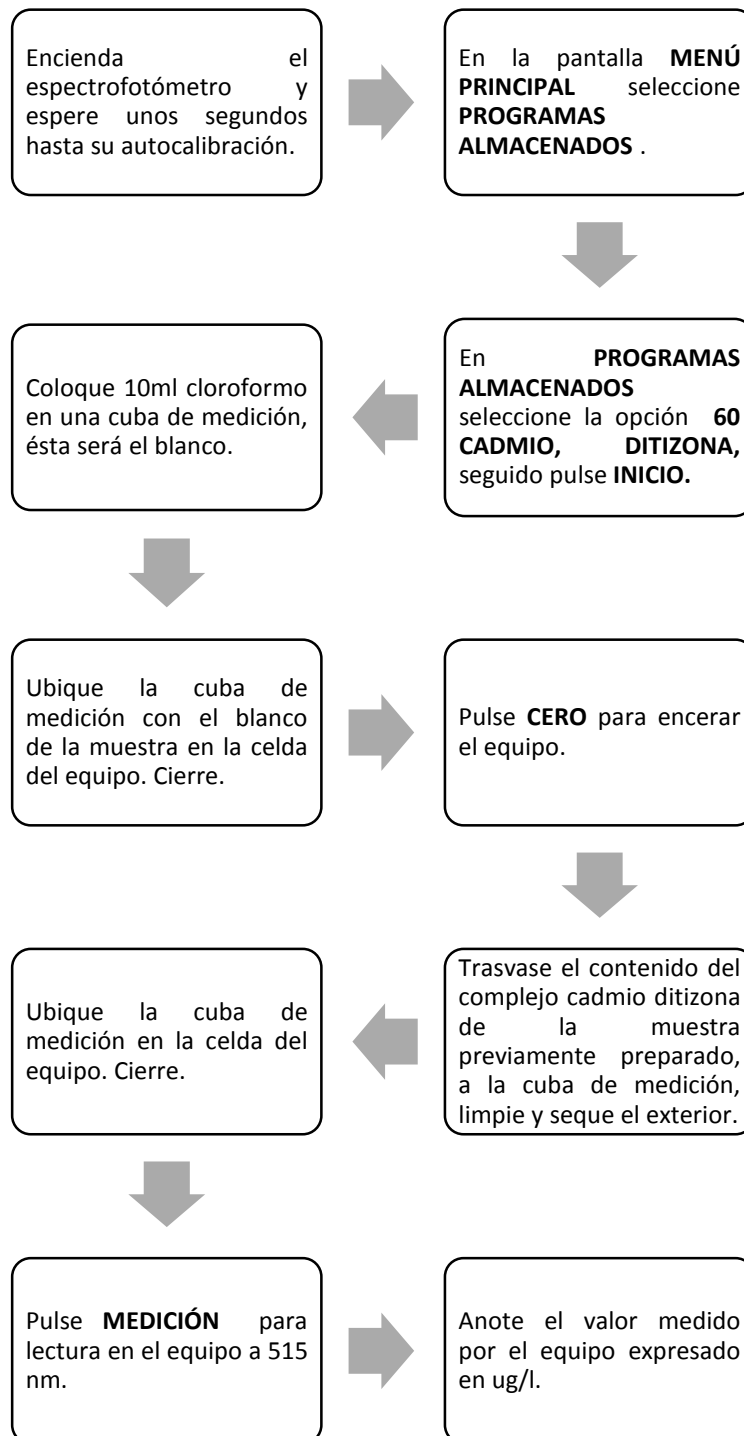 Encienda el
espectrofotómetro y
espere unos segundos
hasta su autocalibración.
En la pantalla MENÚ
PRINCIPAL seleccione
PROGRAMAS
ALMACENADOS .
En PROGRAMAS
ALMACENADOS
seleccione la opción 60
CADMIO, DITIZONA,
seguido pulse INICIO.
Coloque 10ml cloroformo
en una cuba de medición,
ésta será el blanco.
Ubique la cuba de
medición con el blanco
de la muestra en la celda
del equipo. Cierre.
Pulse CERO para encerar
el equipo.
Trasvase el contenido del
complejo cadmio ditizona
de la muestra
previamente preparado,
a la cuba de medición,
limpie y seque el exterior.
Ubique la cuba de
medición en la celda del
equipo. Cierre.
Pulse MEDICIÓN para
lectura en el equipo a 515
nm.
Anote el valor medido
por el equipo expresado
en ug/l.